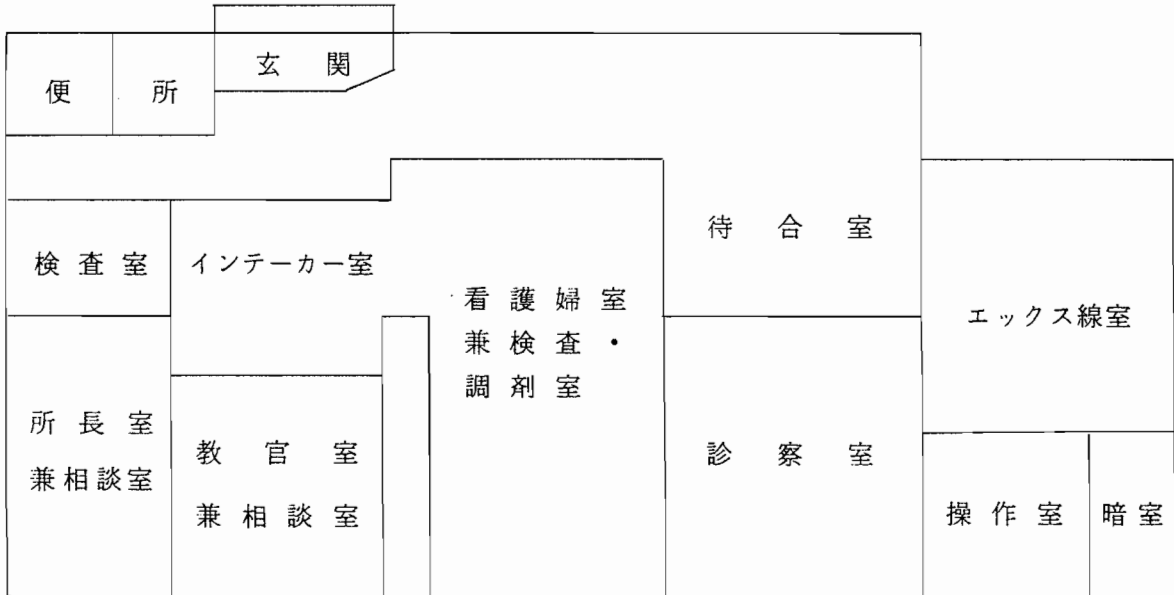 玄関
便所
待合室
検査室
インテーカー室
看護婦室
兼検査・
調剤室
エックス線室
所長室
兼相談室
教官室
兼相談室
診察室
操作室
暗室